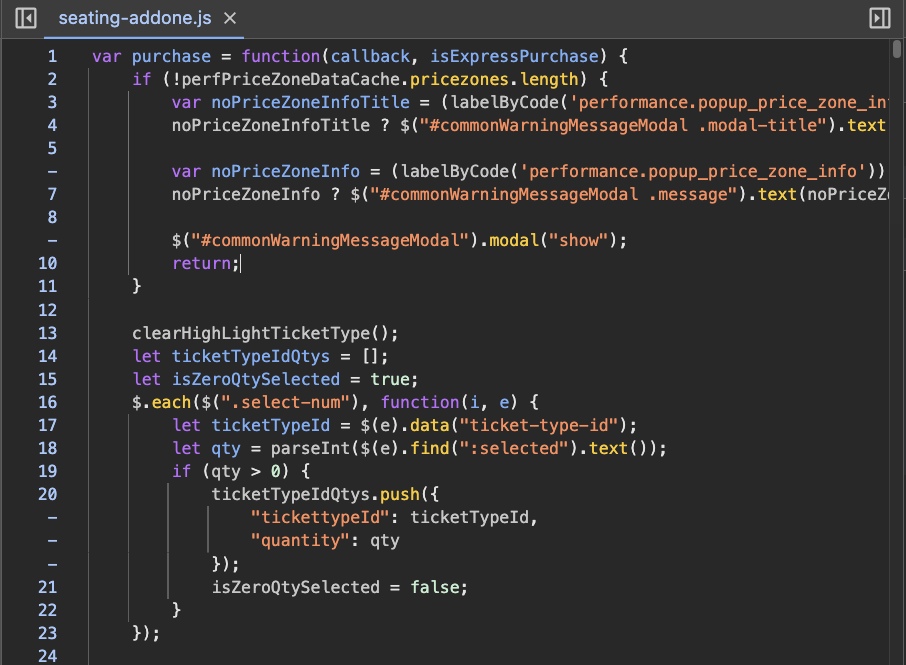 seating-addone.js ×
1 var purchase = function(callback, isExpressPurchase) {
2 if (!perfPriceZoneDataCache.pricezones.length) {
3 var noPriceZoneInfoTitle = (labelByCode('performance.popup_price_zone_in
4 noPriceZoneInfoTitle ? $("#commonWarningMessageModal .modal-title").text
5
– var noPriceZoneInfo = (labelByCode('performance.popup_price_zone_info'))
7 noPriceZoneInfo ? $("#commonWarningMessageModal .message").text(noPriceZ
8
– $("#commonWarningMessageModal").modal("show");
10 return;
11 }
12
13 clearHighLightTicketType();
14 let ticketTypeIdQtys = [];
15 let isZeroQtySelected = true;
16 $.each($(".select-num"), function(i, e) {
17 let ticketTypeId = $(e).data("ticket-type-id");
18 let qty = parseInt($(e).find(":selected").text());
19 if (qty > 0) {
20 ticketTypeIdQtys.push({
– "tickettypeId": ticketTypeId,
– "quantity": qty
– });
21 isZeroQtySelected = false;
22 }
23 });
24